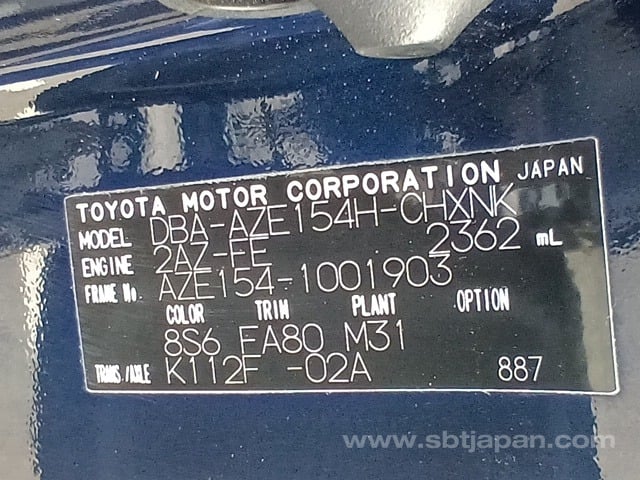 TOYOTA MOTOR CORPORATION JAPAN
MODEL DBA-AZE154H-CHXNK
ENGINE 2AZ-FE 2362 mL
FRAME No. AZE154-1001903
COLOR TRIM PLANT OPTION
8S6 FA80 M31
TRANS./AXLE K112F -02A 887
www.sbtjapan.com